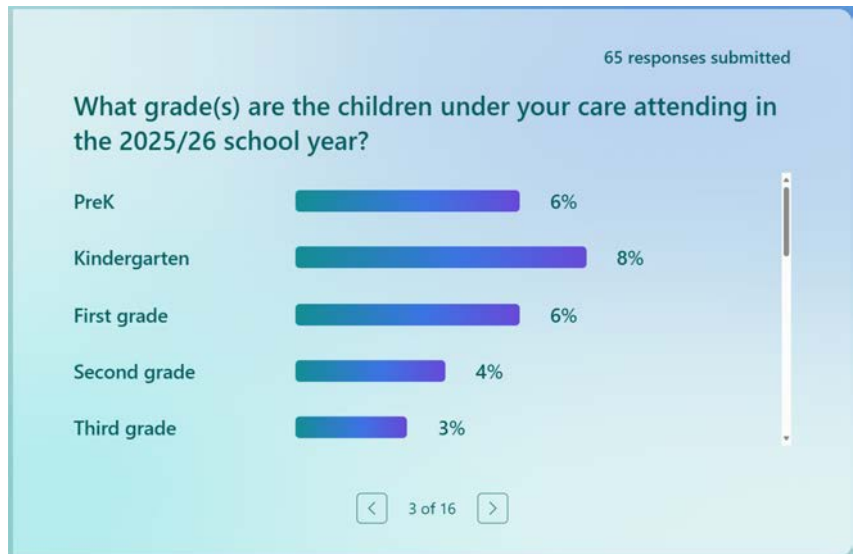 65 responses submitted
What grade(s) are the children under your care attending in
the 2025/26 school year?
PreK 6%
Kindergarten 8%
First grade 6%
Second grade 4%
Third grade 3%
3 of 16